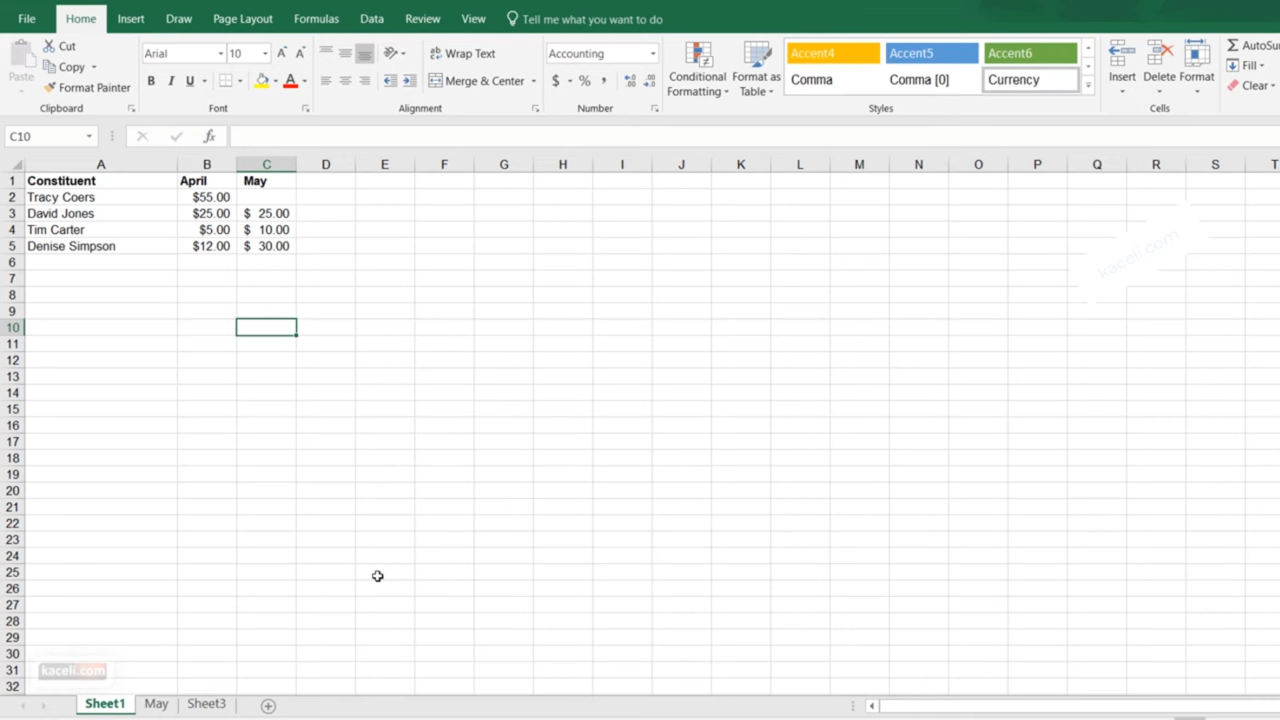 File Home Insert Draw Page Layout Formulas Data Review View Tell me what you want to do
Paste Cut Copy Format Painter Clipboard
Arial 10 B I U Font
Wrap Text Merge & Center Alignment
Accounting $ % , Number
Conditional Formatting Format as Table
Accent4 Accent5 Accent6
Comma Comma [0] Currency
Styles
Insert Delete Format Cells
Σ AutoSu
Fill
Clear
C10 fx
A B C D E F G H I J K L M N O P Q R S T
1 Constituent April May
2 Tracy Coers $55.00
3 David Jones $25.00 $ 25.00
4 Tim Carter $5.00 $ 10.00
5 Denise Simpson $12.00 $ 30.00
6
7
8
9
10
11
12
13
14
15
16
17
18
19
20
21
22
23
24
25
26
27
28
29
30
31
32
kaceli.com
kaceli.com
Sheet1 May Sheet3